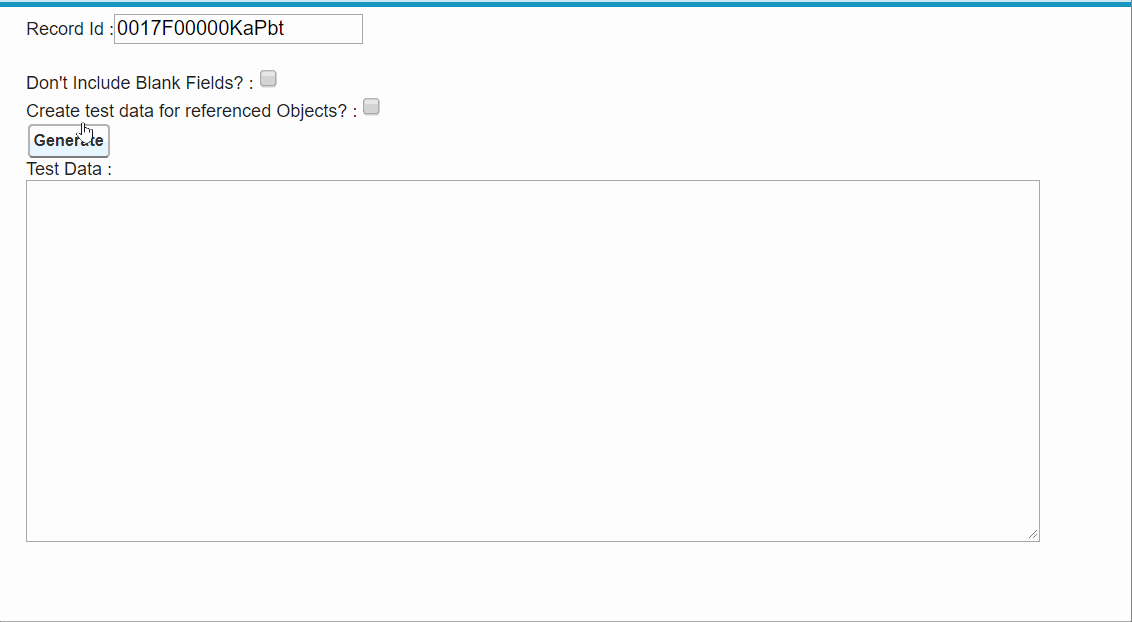 Record Id : 0017F00000KaPbt
Don't Include Blank Fields? :
Create test data for referenced Objects? :
Generate
Test Data :